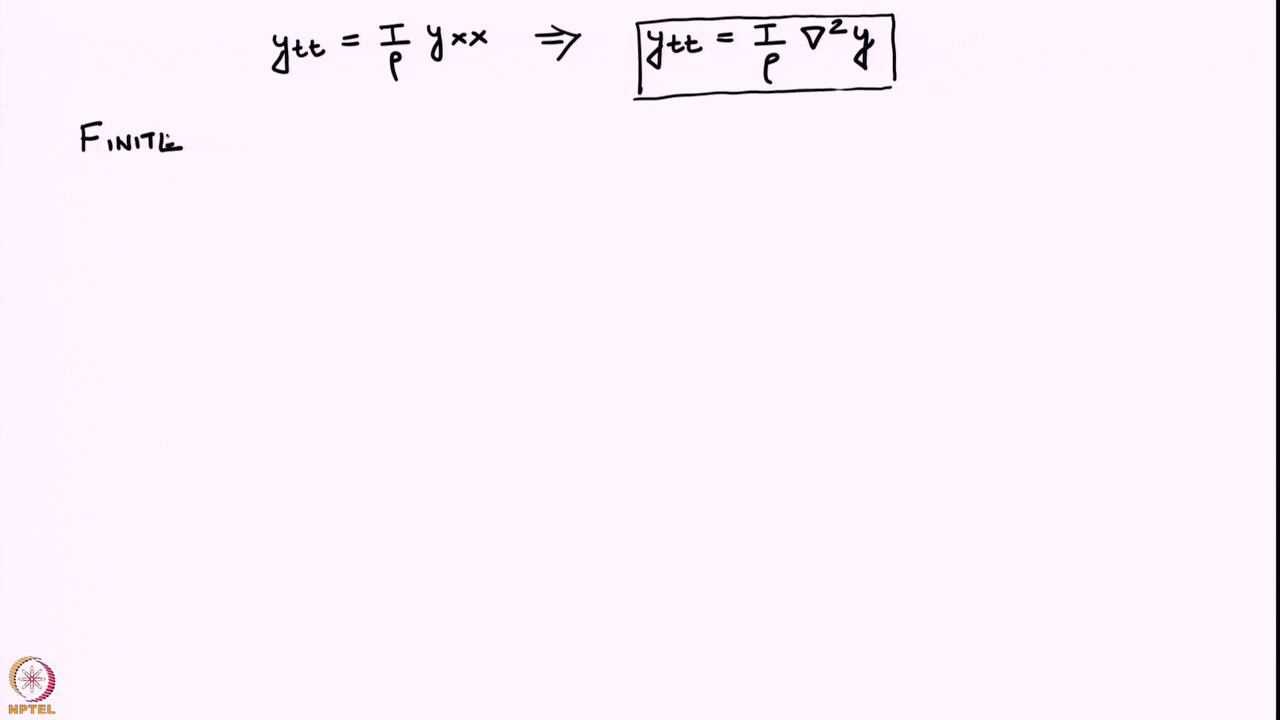 ytt = T/ρ yxx ⇒ ytt = T/ρ ∇²y
FINITE
NPTEL